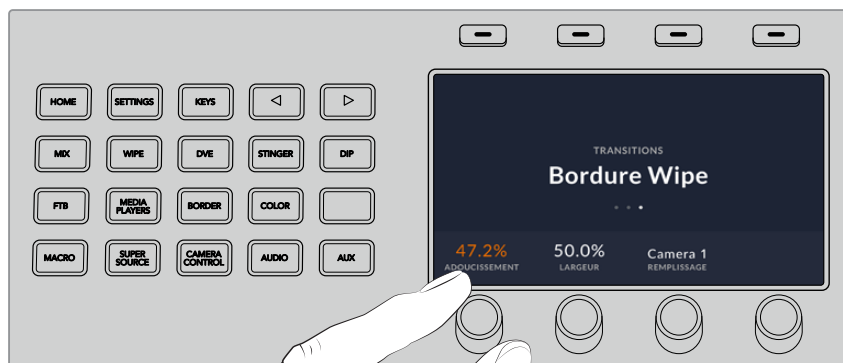 HOME SETTINGS KEYS
MIX WIPE DVE STINGER DIP
FTB MEDIA PLAYERS BORDER COLOR
MACRO SUPER SOURCE CAMERA CONTROL AUDIO AUX
TRANSITIONS
Bordure Wipe
47.2% 50.0% Camera 1
ADOUCISSEMENT LARGEUR REMPLISSAGE